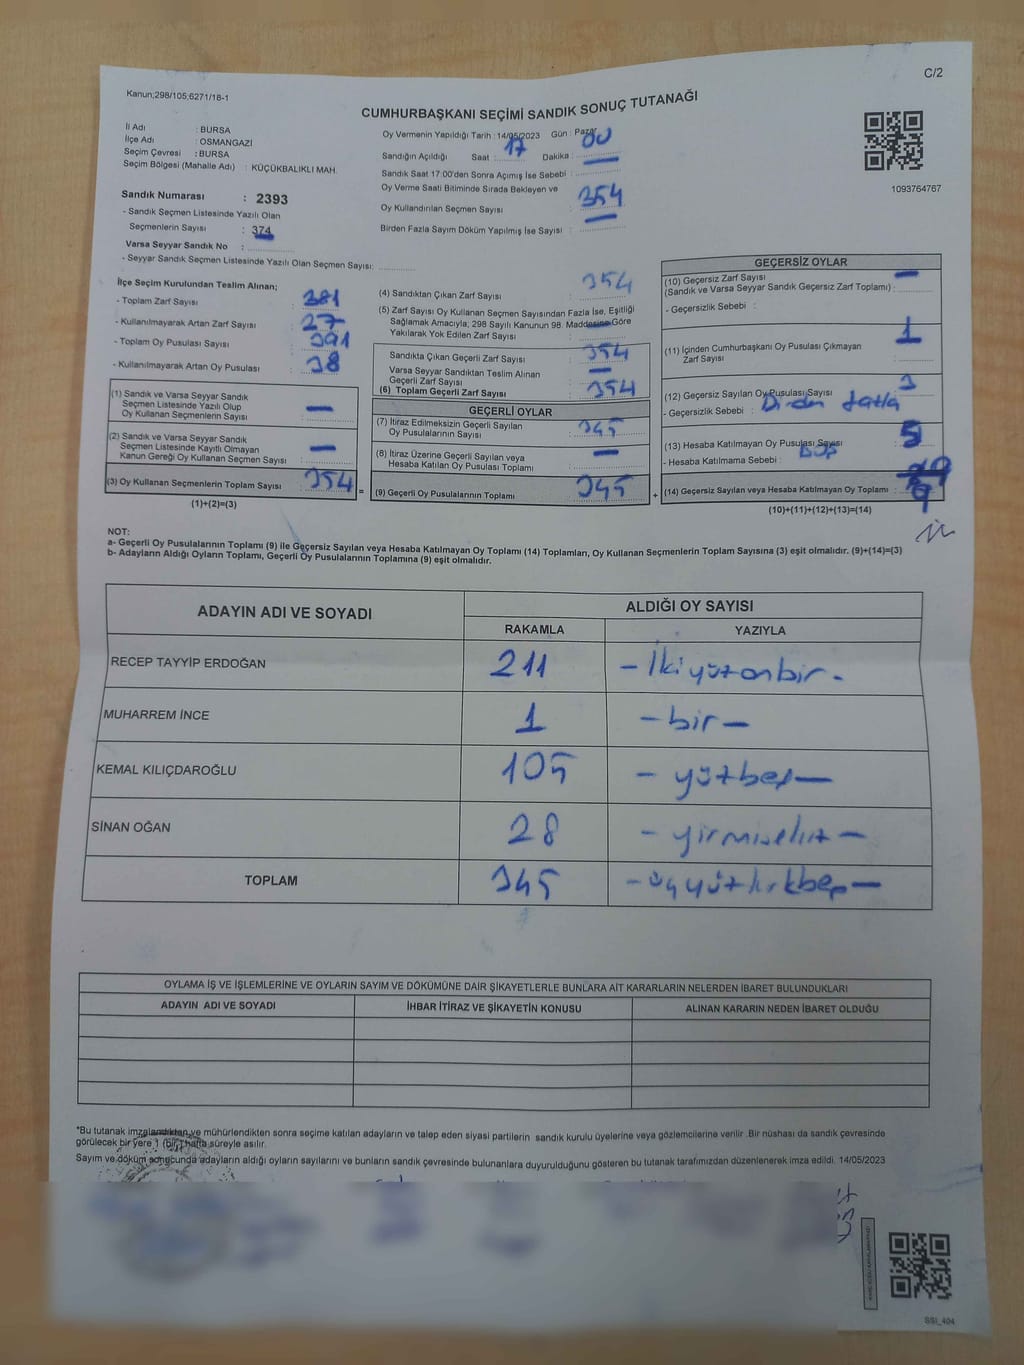 C/2
Kanun;298/105;6271/18-1
CUMHURBAŞKANI SEÇİMİ SANDIK SONUÇ TUTANAĞI
İl Adı : BURSA
İlçe Adı : OSMANGAZİ
Seçim Çevresi : BURSA
Seçim Bölgesi (Mahalle Adı) : KÜÇÜKBALIKLI MAH.
Oy Vermenin Yapıldığı Tarih : 14/05/2023 Gün : Pazar
Sandığın Açıldığı Saat : 17 Dakika : 00
Sandık Saat 17:00'den Sonra Açımış İse Sebebi : —
Oy Verme Saati Bitiminde Sırada Bekleyen ve
Oy Kullandırılan Seçmen Sayısı : 354
Birden Fazla Sayım Döküm Yapılmış İse Sayısı : —
1093764767
Sandık Numarası : 2393
- Sandık Seçmen Listesinde Yazılı Olan
Seçmenlerin Sayısı : 374
Varsa Seyyar Sandık No :
- Seyyar Sandık Seçmen Listesinde Yazılı Olan Seçmen Sayısı:
İlçe Seçim Kurulundan Teslim Alınan;
- Toplam Zarf Sayısı : 381
- Kullanılmayarak Artan Zarf Sayısı : 27
- Toplam Oy Pusulası Sayısı : 391
- Kullanılmayarak Artan Oy Pusulası : 38
(1) Sandık ve Varsa Seyyar Sandık
Seçmen Listesinde Yazılı Olup
Oy Kullanan Seçmenlerin Sayısı : —
(2) Sandık ve Varsa Seyyar Sandık
Seçmen Listesinde Kayıtlı Olmayan
Kanun Gereği Oy Kullanan Seçmen Sayısı : —
(3) Oy Kullanan Seçmenlerin Toplam Sayısı : 354 =
(1)+(2)=(3)
(4) Sandıktan Çıkan Zarf Sayısı : 354
(5) Zarf Sayısı Oy Kullanan Seçmen Sayısından Fazla İse, Eşitliği
Sağlamak Amacıyla; 298 Sayılı Kanunun 98. Maddesine Göre
Yakılarak Yok Edilen Zarf Sayısı : —
Sandıkta Çıkan Geçerli Zarf Sayısı : 354
Varsa Seyyar Sandıktan Teslim Alınan
Geçerli Zarf Sayısı : —
(6) Toplam Geçerli Zarf Sayısı : 354
GEÇERLİ OYLAR
(7) İtiraz Edilmeksizin Geçerli Sayılan
Oy Pusulalarının Sayısı : 345
(8) İtiraz Üzerine Geçerli Sayılan veya
Hesaba Katılan Oy Pusulası Toplamı : —
(9) Geçerli Oy Pusulalarının Toplamı : 345 +
GEÇERSİZ OYLAR
(10) Geçersiz Zarf Sayısı
(Sandık ve Varsa Seyyar Sandık Geçersiz Zarf Toplamı) : —
- Geçersizlik Sebebi :
(11) İçinden Cumhurbaşkanı Oy Pusulası Çıkmayan
Zarf Sayısı : 1
(12) Geçersiz Sayılan Oy Pusulası Sayısı : 3
- Geçersizlik Sebebi : Birden fazla
(13) Hesaba Katılmayan Oy Pusulası Sayısı : 5
- Hesaba Katılmama Sebebi : BOŞ
(14) Geçersiz Sayılan veya Hesaba Katılmayan Oy Toplamı : 9
(10)+(11)+(12)+(13)=(14)
NOT:
a- Geçerli Oy Pusulalarının Toplamı (9) ile Geçersiz Sayılan veya Hesaba Katılmayan Oy Toplamı (14) Toplamları, Oy Kullanan Seçmenlerin Toplam Sayısına (3) eşit olmalıdır. (9)+(14)=(3)
b- Adayların Aldığı Oyların Toplamı, Geçerli Oy Pusulalarının Toplamına (9) eşit olmalıdır.
ADAYIN ADI VE SOYADI
ALDIĞI OY SAYISI
RAKAMLA YAZIYLA
RECEP TAYYİP ERDOĞAN 211 – İkiyüzonbir -
MUHARREM İNCE 1 – bir –
KEMAL KILIÇDAROĞLU 105 – yüzbeş –
SİNAN OĞAN 28 – yirmisekiz –
TOPLAM 345 – üçyüzkırkbeş –
OYLAMA İŞ VE İŞLEMLERİNE VE OYLARIN SAYIM VE DÖKÜMÜNE DAİR ŞİKAYETLERLE BUNLARA AİT KARARLARIN NELERDEN İBARET BULUNDUKLARI
ADAYIN ADI VE SOYADI İHBAR İTİRAZ VE ŞİKAYETİN KONUSU ALINAN KARARIN NEDEN İBARET OLDUĞU
*Bu tutanak imzalandıktan ve mühürlendikten sonra seçime katılan adayların ve talep eden siyasi partilerin sandık kurulu üyelerine veya gözlemcilerine verilir .Bir nüshası da sandık çevresinde
görülecek bir yere 1 (bir) hafta süreyle asılır.
Sayım ve döküm sonucunda adayların aldığı oyların sayılarını ve bunların sandık çevresinde bulunanlara duyurulduğunu gösteren bu tutanak tarafımızdan düzenlenerek imza edildi. 14/05/2023
SSİ_404